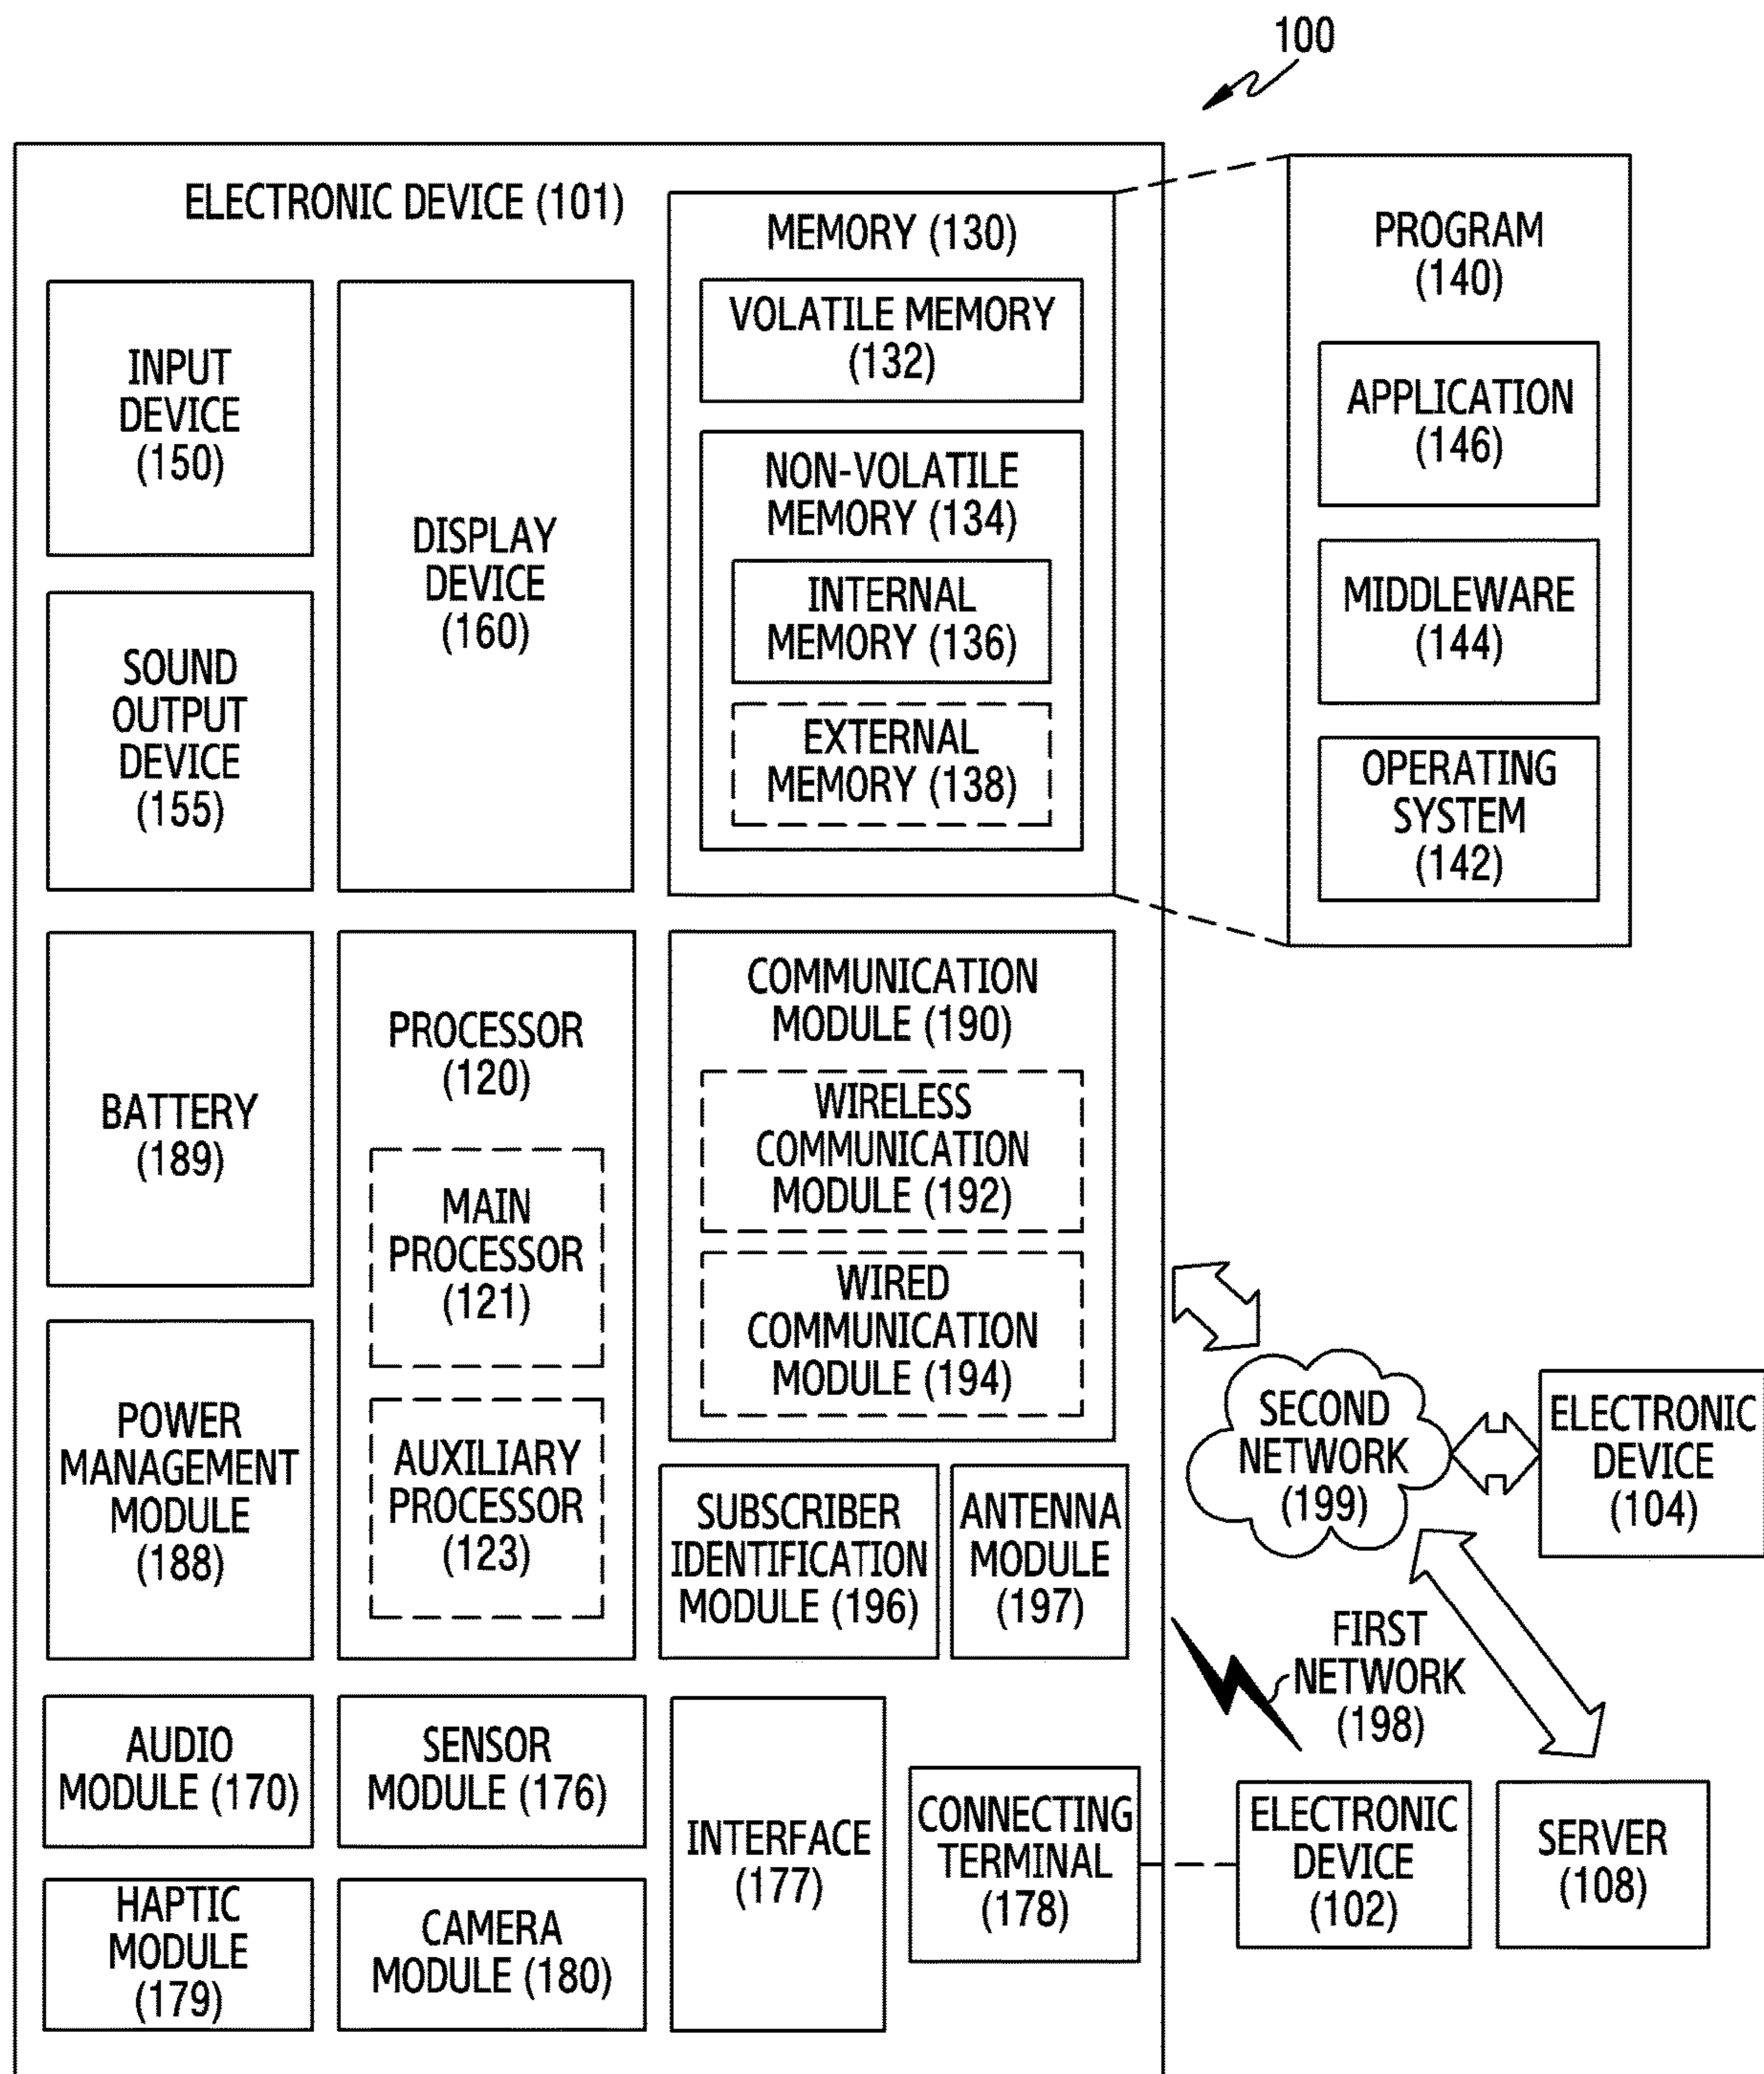 100
ELECTRONIC DEVICE (101)
INPUT
DEVICE
(150)
SOUND
OUTPUT
DEVICE
(155)
DISPLAY
DEVICE
(160)
MEMORY (130)
VOLATILE MEMORY
(132)
NON-VOLATILE
MEMORY (134)
INTERNAL
MEMORY (136)
EXTERNAL
MEMORY (138)
PROGRAM
(140)
APPLICATION
(146)
MIDDLEWARE
(144)
OPERATING
SYSTEM
(142)
BATTERY
(189)
POWER
MANAGEMENT
MODULE
(188)
PROCESSOR
(120)
MAIN
PROCESSOR
(121)
AUXILIARY
PROCESSOR
(123)
COMMUNICATION
MODULE (190)
WIRELESS
COMMUNICATION
MODULE (192)
WIRED
COMMUNICATION
MODULE (194)
SUBSCRIBER
IDENTIFICATION
MODULE (196)
ANTENNA
MODULE
(197)
SECOND
NETWORK
(199)
ELECTRONIC
DEVICE
(104)
FIRST
NETWORK
(198)
AUDIO
MODULE (170)
SENSOR
MODULE (176)
HAPTIC
MODULE
(179)
CAMERA
MODULE (180)
INTERFACE
(177)
CONNECTING
TERMINAL
(178)
ELECTRONIC
DEVICE
(102)
SERVER
(108)